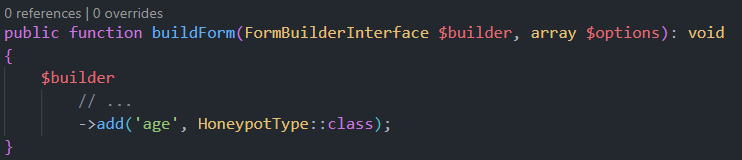 0 references | 0 overrides
public function buildForm(FormBuilderInterface $builder, array $options): void
{
    $builder
        // ...
        ->add('age', HoneypotType::class);
}